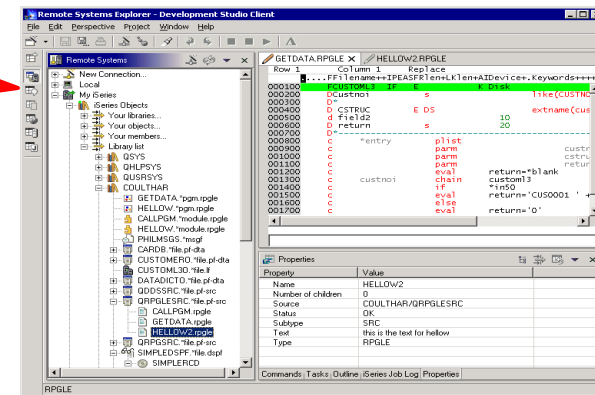 Remote Systems Explorer - Development Studio Client
File Edit Perspective Project Window Help
Remote Systems
New Connection...
Local
My iSeries
iSeries Objects
Your libraries...
Your objects...
Your members...
Library list
QSYS
QHLPSYS
QUSRSYS
COULTHAR
GETDATA.*pgm.rpgle
HELLOW.*pgm.rpgle
CALLPGM.*module.rpgle
HELLOW.*module.rpgle
PHILMSGS.*msgf
CARDB.*file.pf-dta
CUSTOMERO.*file.pf-dta
CUSTOML3O.*file.lf
DATADICTO.*file.pf-dta
QDDSSRC.*file.pf-src
QRPGLESRC.*file.pf-src
CALLPGM.rpgle
GETDATA.rpgle
HELLOW2.rpgle
QRPGSRC.*file.pf-src
SIMPLEDSPF.*file.dspf
SIMPLERCD
GETDATA.RPGLE HELLOW2.RPGLE
Row 1 Column 1 Replace
....FFilename++IPEASFRlen+LKlen+AIDevice+.Keywords++++
000100 FCUSTOML3 IF E K Disk
000200 DCustnoi s like(CUSTNO
000300 D*
000400 D CSTRUC E DS extname(cus
000500 d field2 10
000600 D return s 20
000700 D*--------------------------------------------------
000800 c *entry plist
000900 c parm custr
001000 c parm cstru
001100 c parm retur
001200 c eval return=*blank
001300 c custnoi chain customl3
001400 c if *in50
001500 c eval return='CUS0001 ' +
001600 c else
001700 c eval return='0'
Properties
Property Value
Name HELLOW2
Number of children 0
Source COULTHAR/QRPGLESRC
Status OK
Subtype SRC
Text this is the text for hellow
Type RPGLE
Commands Tasks Outline iSeries Job Log Properties
RPGLE